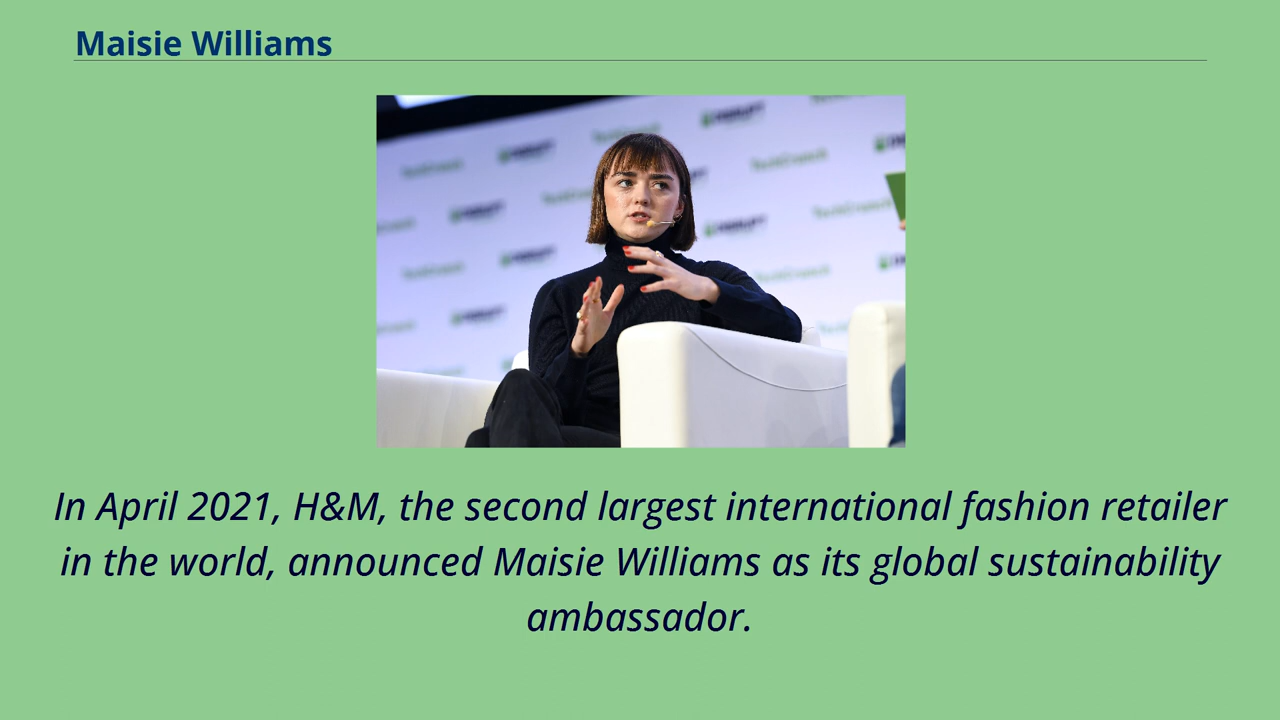 Maisie Williams
In April 2021, H&M, the second largest international fashion retailer
in the world, announced Maisie Williams as its global sustainability
ambassador.